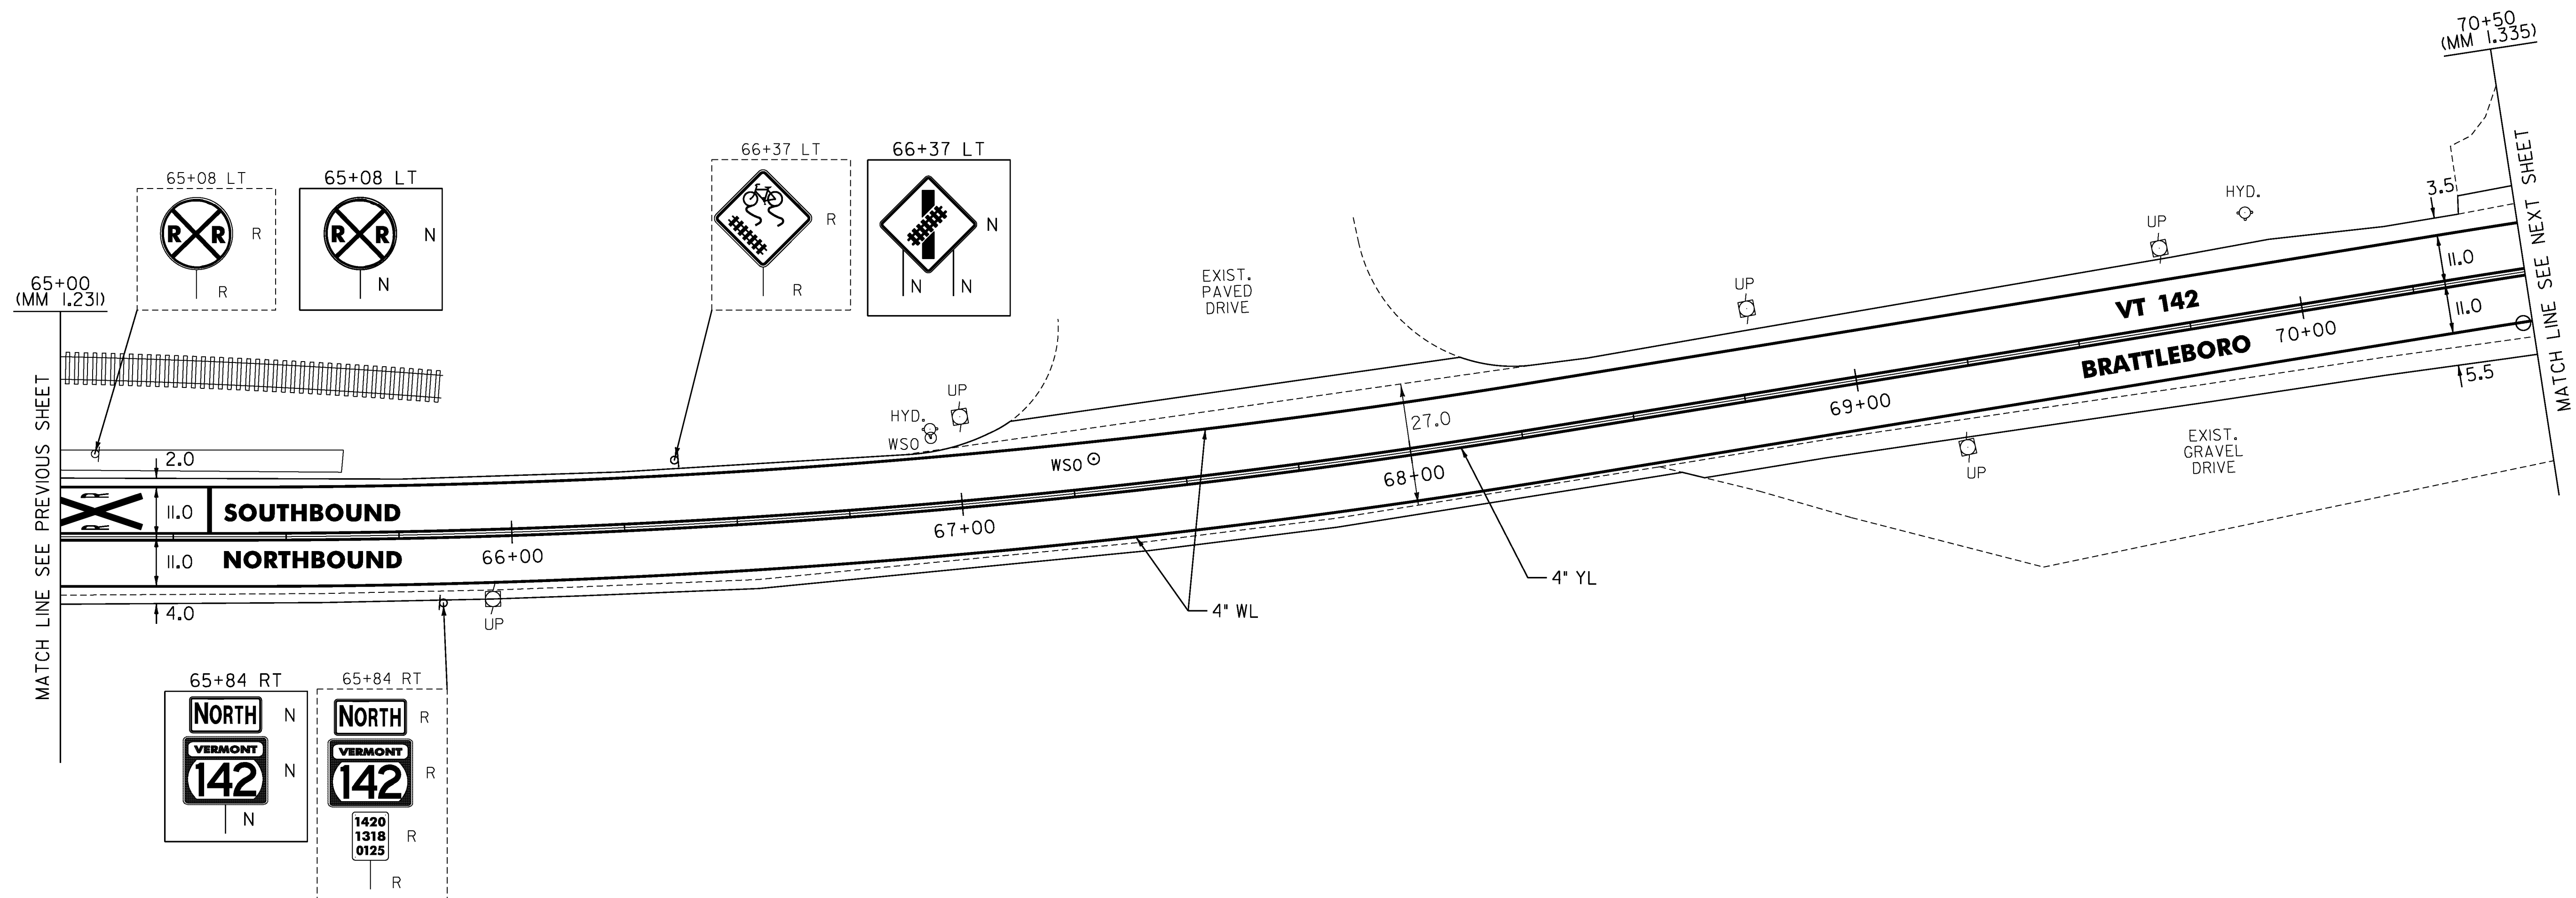 70+50
(MM 1.335)
MATCH LINE SEE NEXT SHEET
65+00
(MM 1.231)
MATCH LINE SEE PREVIOUS SHEET
65+08 LT
R R
R
R
65+08 LT
R R
N
N
66+37 LT
R
R
66+37 LT
N
N N
HYD.
UP
WSO
WSO
EXIST.
PAVED
DRIVE
UP
UP
HYD.
3.5
11.0
11.0
5.5
VT 142
BRATTLEBORO
70+00
69+00
68+00
67+00
66+00
27.0
2.0
11.0
11.0
4.0
R
R
SOUTHBOUND
NORTHBOUND
UP
UP
EXIST.
GRAVEL
DRIVE
4" YL
4" WL
65+84 RT
NORTH
N
VERMONT
142
N
N
65+84 RT
NORTH
R
VERMONT
142
R
1420
1318
0125
R
R